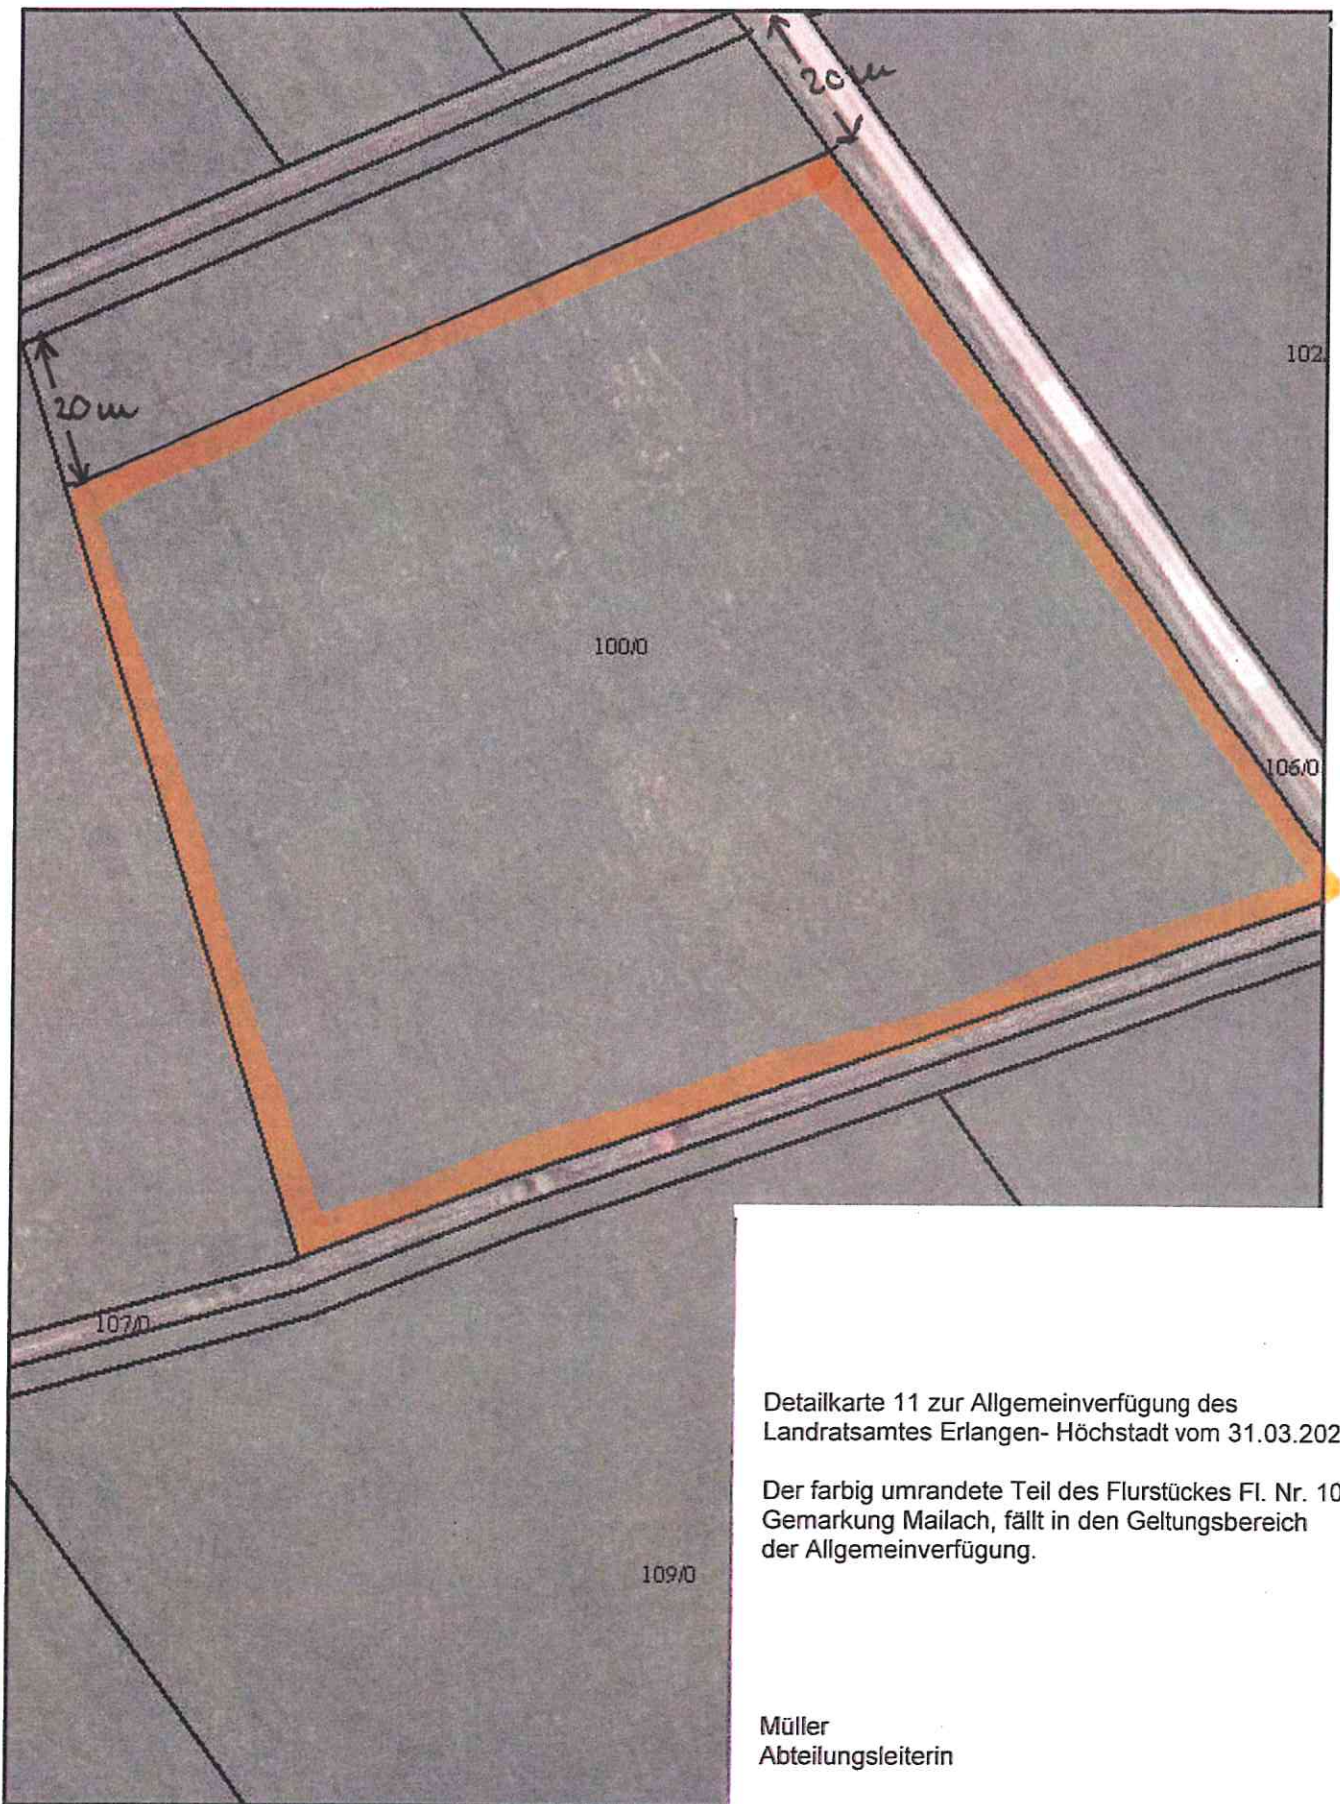 20 m
102
20 m
100/0
106/0
107/0
109/0
Detailkarte 11 zur Allgemeinverfügung des
Landratsamtes Erlangen- Höchstadt vom 31.03.202
Der farbig umrandete Teil des Flurstückes Fl. Nr. 10
Gemarkung Mailach, fällt in den Geltungsbereich
der Allgemeinverfügung.
Müller
Abteilungsleiterin